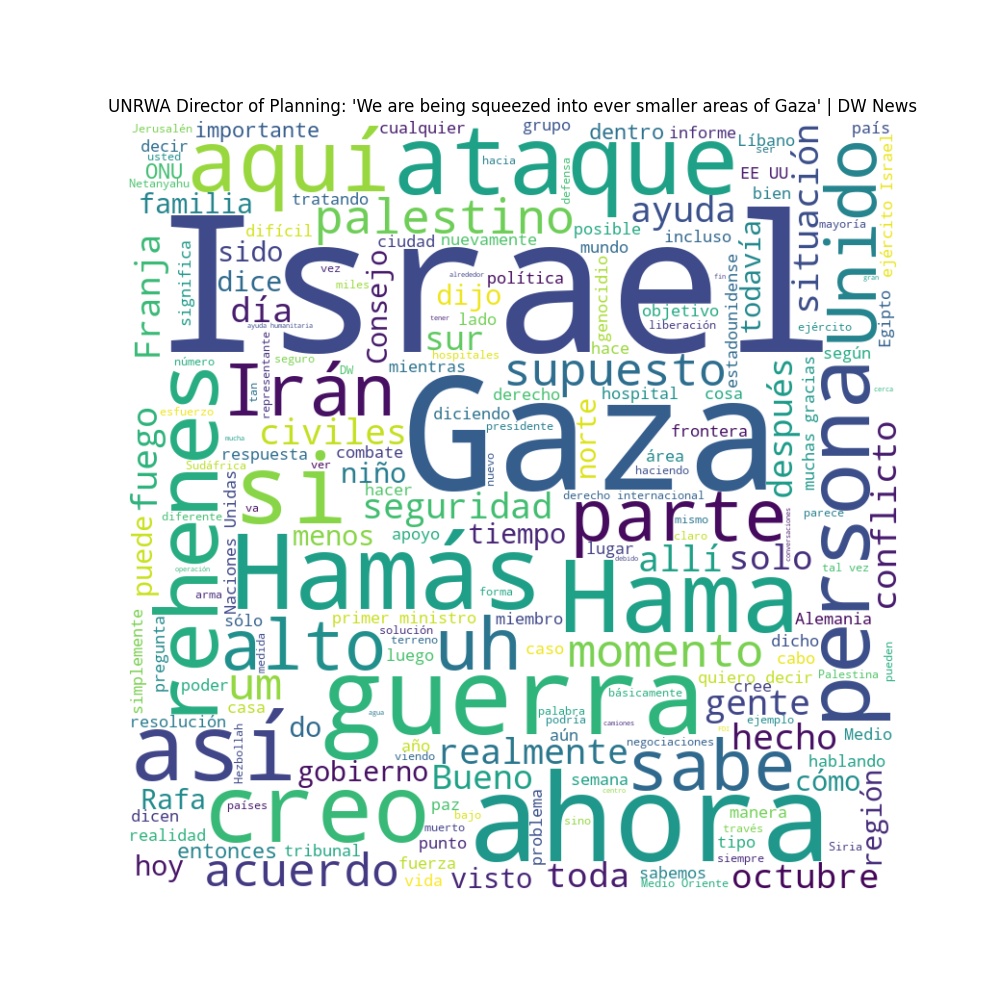 UNRWA Director of Planning: 'We are being squeezed into ever smaller areas of Gaza' | DW News
Jerusalén
importante
cualquier
grupo
dentro
informe
Líbano
país
decir
usted
ONU
Netanyahu
aquí
ataque
hacia
defensa
EE UU
ser
situación
Unido
ejército Israel
familia
tratando
palestino
ayuda
bien
mayoría
difícil
ciudad
nuevamente
posible
incluso
todavía
Franja
significa
sido
Israel
mundo
gran
dice
vez
miles
Consejo
alrededor
política
genocidio
estadounidense
fin
Egipto
día
dijo
tener
lado
objetivo
liberación
ejército
ayuda humanitaria
sur
hace
según
número
seguro
DW
mientras
hospitales
supuesto
después
muchas gracias
persona
cerca
rehenes
Irán
tan
representante
Gaza
derecho
hospital
cosa
fuego
esfuerzo
diciendo
presidente
norte
frontera
conflicto
mucha
civiles
respuesta
combate
área
Sudáfrica
ver
niño
nuevo
haciendo
si
hacer
derecho internacional
puede
diferente
Naciones Unidas
va
seguridad
parte
mismo
conversaciones
parece
menos
apoyo
tiempo
claro
operación
lugar
debido
allí
solo
tal vez
arma
Hamás
forma
Hama
pueden
simplemente
pregunta
sólo
primer ministro
miembro
Alemania
alto
medida
solución
terreno
uh
caso
momento
dicho
cabo
luego
quiero decir
Palestina
poder
um
casa
guerra
básicamente
cree
gente
resolución
así
do
agua
palabra
podría
camiones
ejemplo
FDI
hecho
Medio
Hezbollah
año
viendo
realmente
aún
negociaciones
sabe
hablando
gobierno
Bueno
semana
cómo
región
Rafa
países
creo
paz
bajo
ahora
centro
dicen
muerto
problema
sino
manera
través
realidad
entonces
tribunal
punto
tipo
Siria
hoy
acuerdo
fuerza
vida
visto
toda
sabemos
Medio Oriente
siempre
octubre